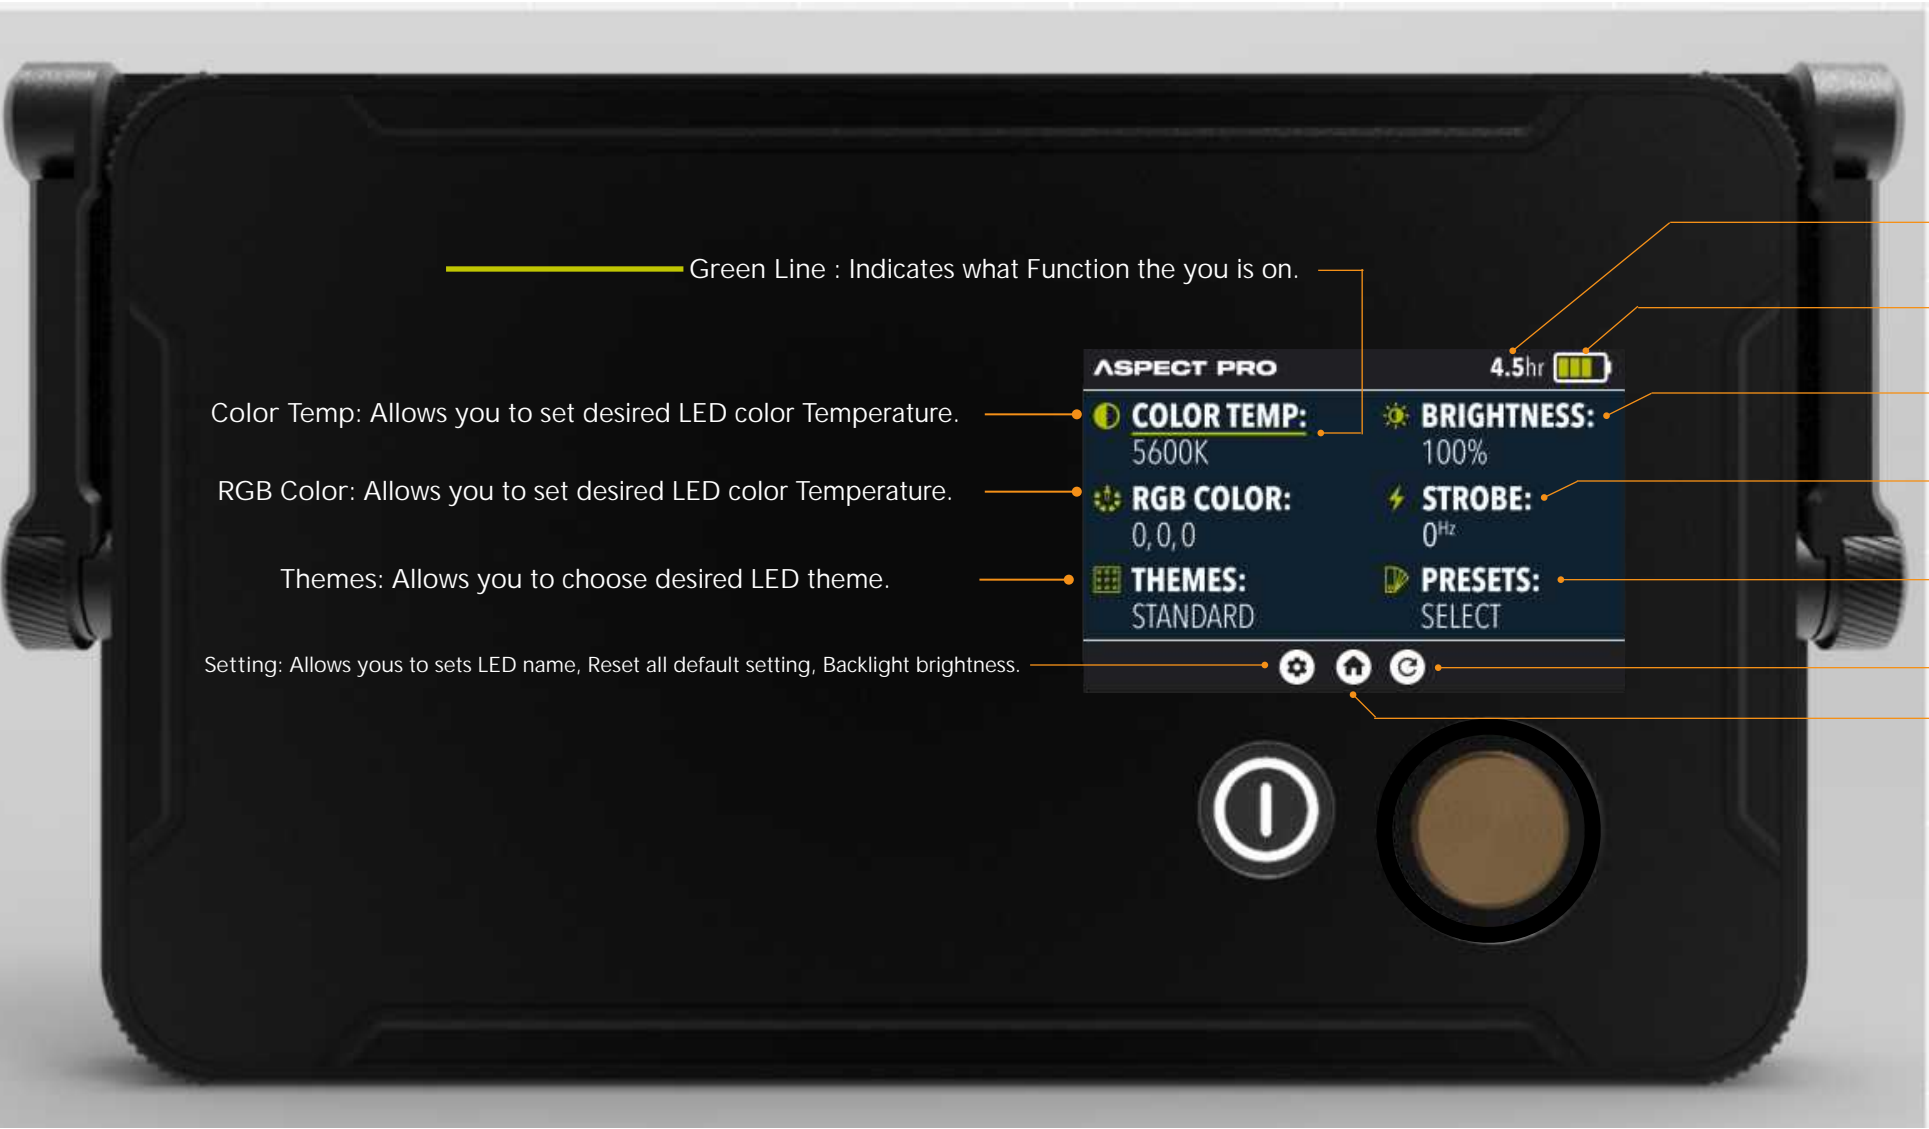 Green Line : Indicates what Function the you is on.
ASPECT PRO 4.5hr
Color Temp: Allows you to set desired LED color Temperature.
COLOR TEMP: BRIGHTNESS:
5600K 100%
RGB Color: Allows you to set desired LED color Temperature.
RGB COLOR: STROBE:
0,0,0 0Hz
Themes: Allows you to choose desired LED theme.
THEMES: PRESETS:
STANDARD SELECT
Setting: Allows yous to sets LED name, Reset all default setting, Backlight brightness.